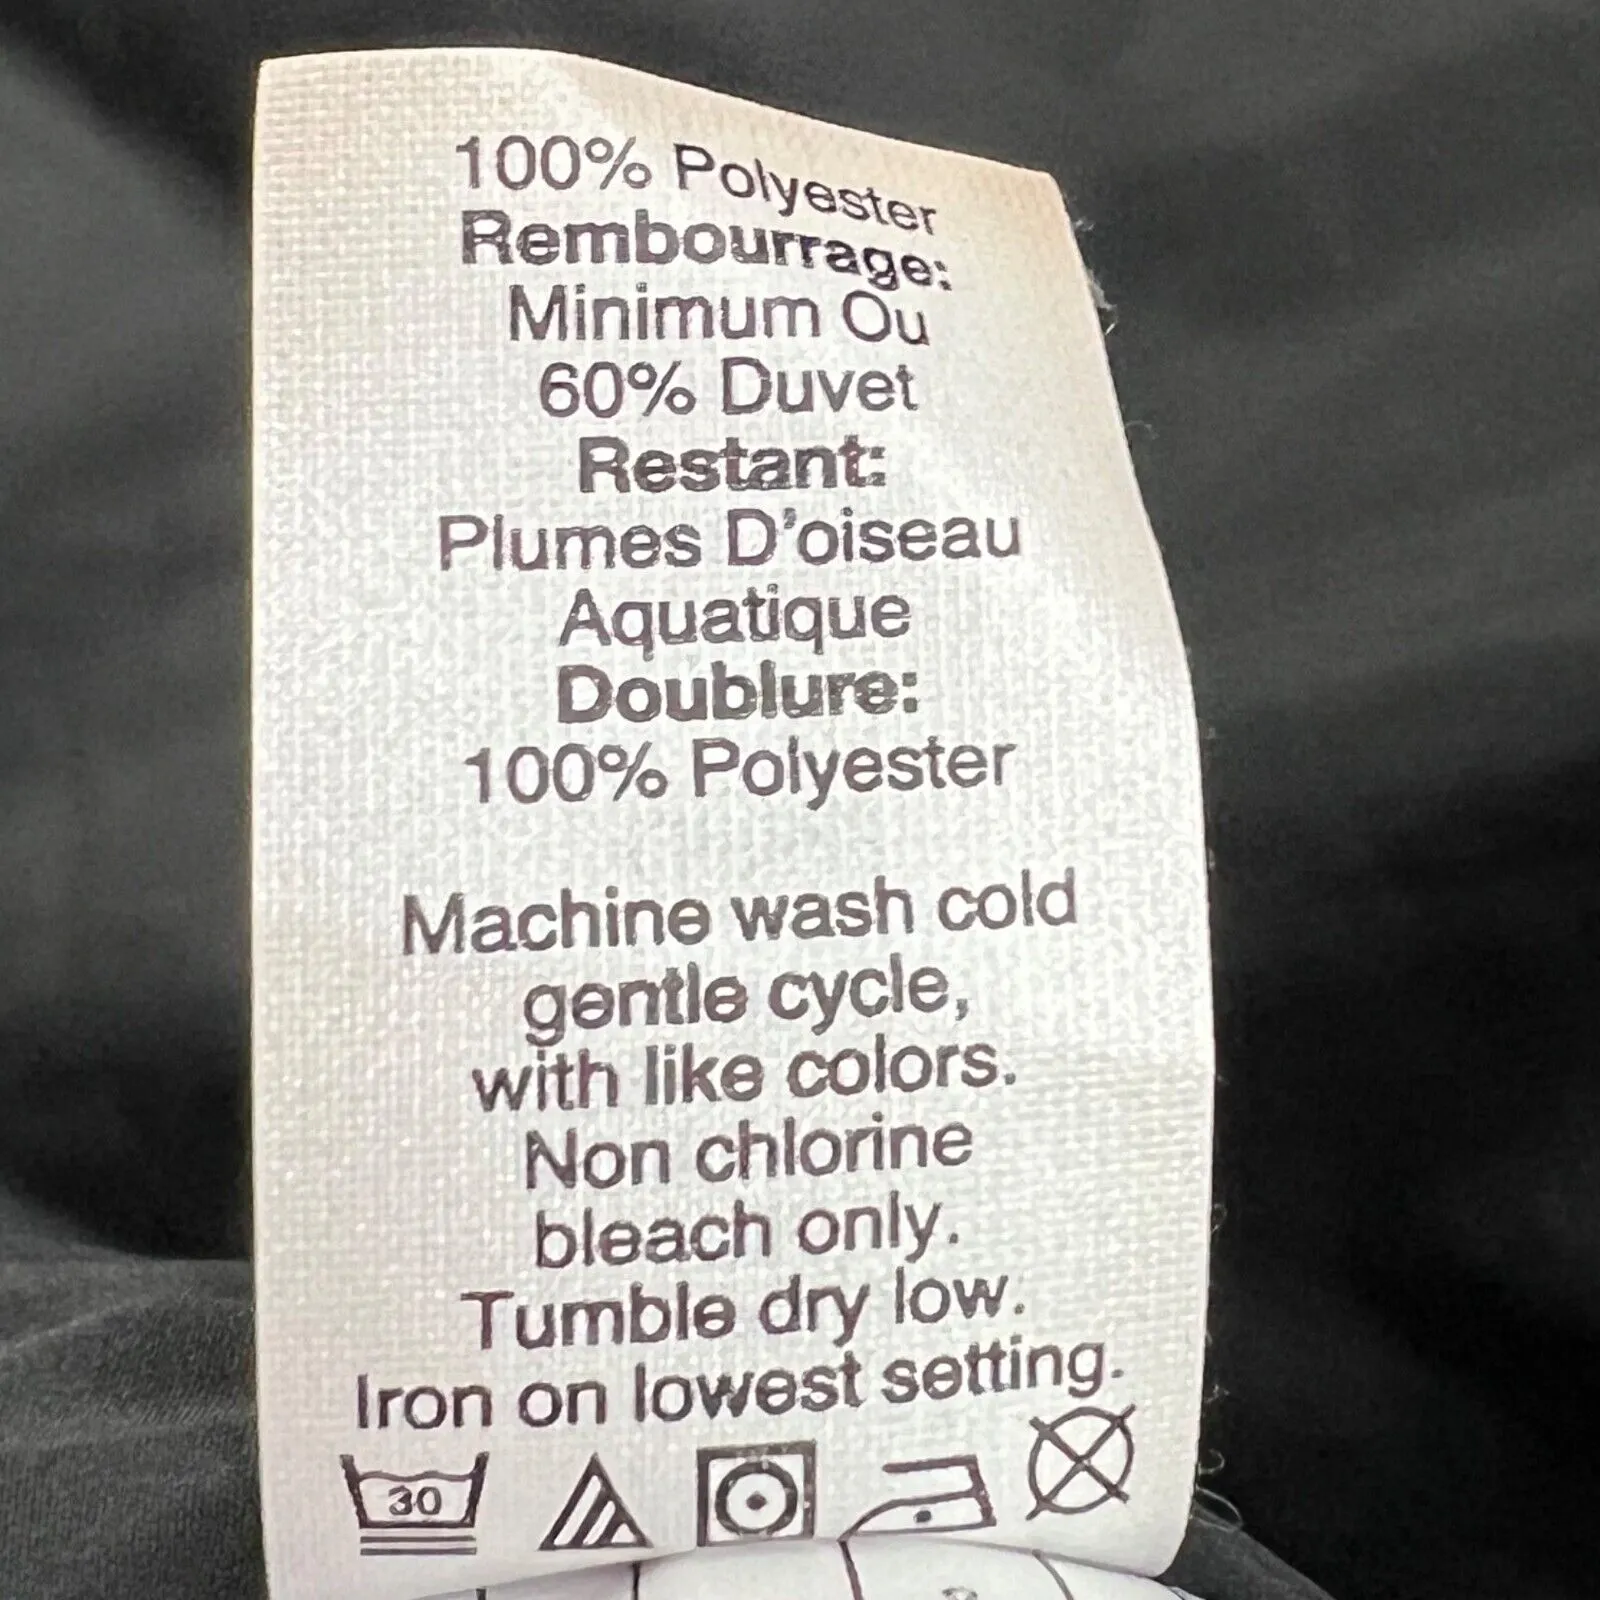 100% Polyester
Rembourrage:
Minimum Ou
60% Duvet
Restant:
Plumes D'oiseau
Aquatique
Doublure:
100% Polyester
Machine wash cold
gentle cycle,
with like colors.
Non chlorine
bleach only.
Tumble dry low.
Iron on lowest setting.
30